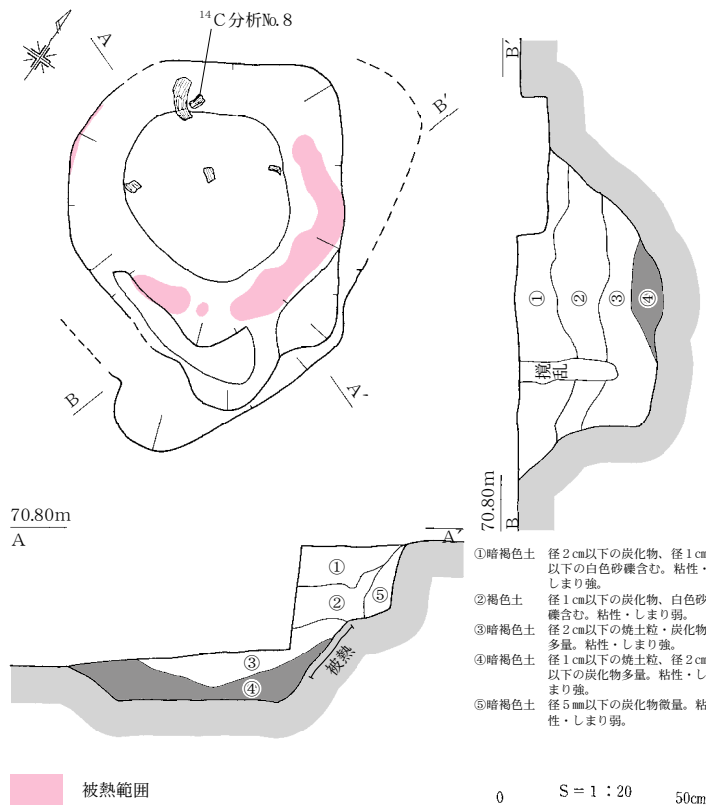 ¹⁴C分析No. 8
A
B′
B
A′
B′
①
②
③
④
攪乱
70.80m
B
70.80m
A
A′
①
②
⑤
③
④
被熱
①暗褐色土 径２㎝以下の炭化物、径１㎝
以下の白色砂礫含む。粘性・
しまり強。
②褐色土 径１㎝以下の炭化物、白色砂
礫含む。粘性・しまり弱。
③暗褐色土 径２㎝以下の焼土粒・炭化物
多量。粘性・しまり強。
④暗褐色土 径１㎝以下の焼土粒、径２㎝
以下の炭化物多量。粘性・し
まり強。
⑤暗褐色土 径５㎜以下の炭化物微量。粘
性・しまり弱。
被熱範囲
0 S＝1：20 50cm